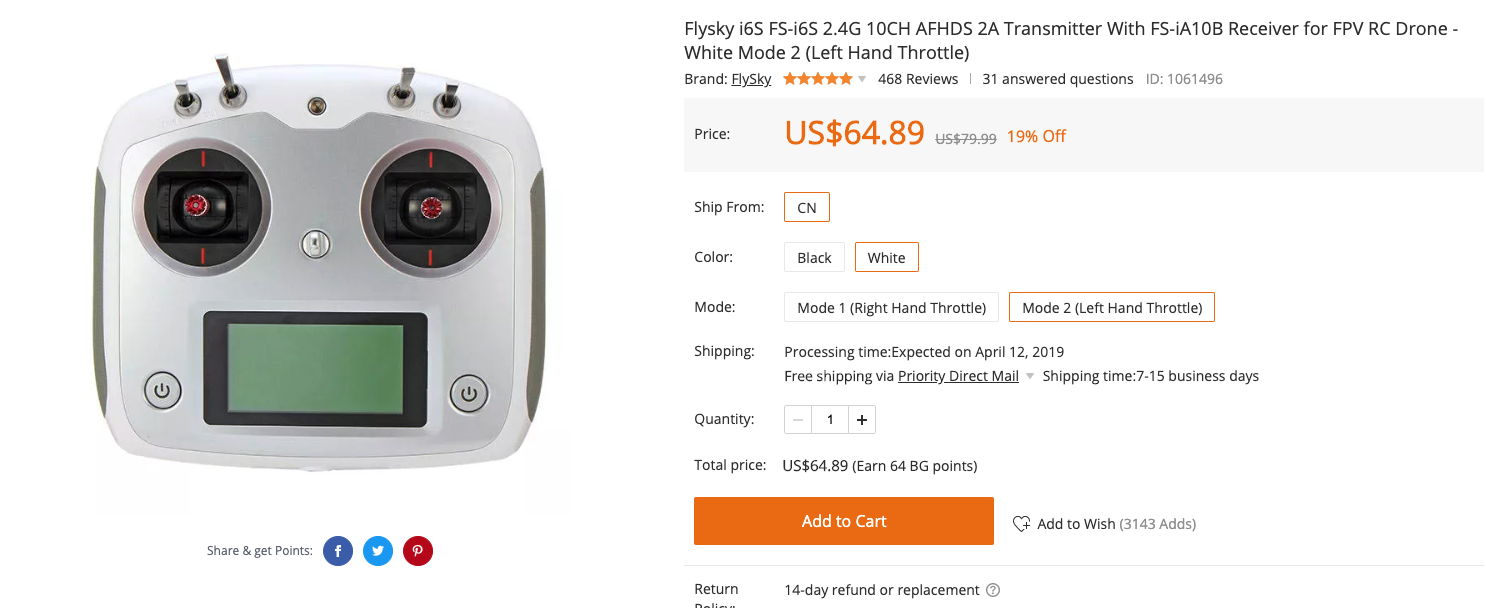 Flysky i6S FS-i6S 2.4G 10CH AFHDS 2A Transmitter With FS-iA10B Receiver for FPV RC Drone -
White Mode 2 (Left Hand Throttle)
Brand: FlySky 468 Reviews 31 answered questions ID: 1061496
Price: US$64.89 US$79.99 19% Off
Ship From: CN
Color: Black White
Mode: Mode 1 (Right Hand Throttle) Mode 2 (Left Hand Throttle)
Shipping: Processing time:Expected on April 12, 2019
Free shipping via Priority Direct Mail Shipping time:7-15 business days
Quantity: 1
Total price: US$64.89 (Earn 64 BG points)
Add to Cart Add to Wish (3143 Adds)
Share & get Points:
Return 14-day refund or replacement
Policy: